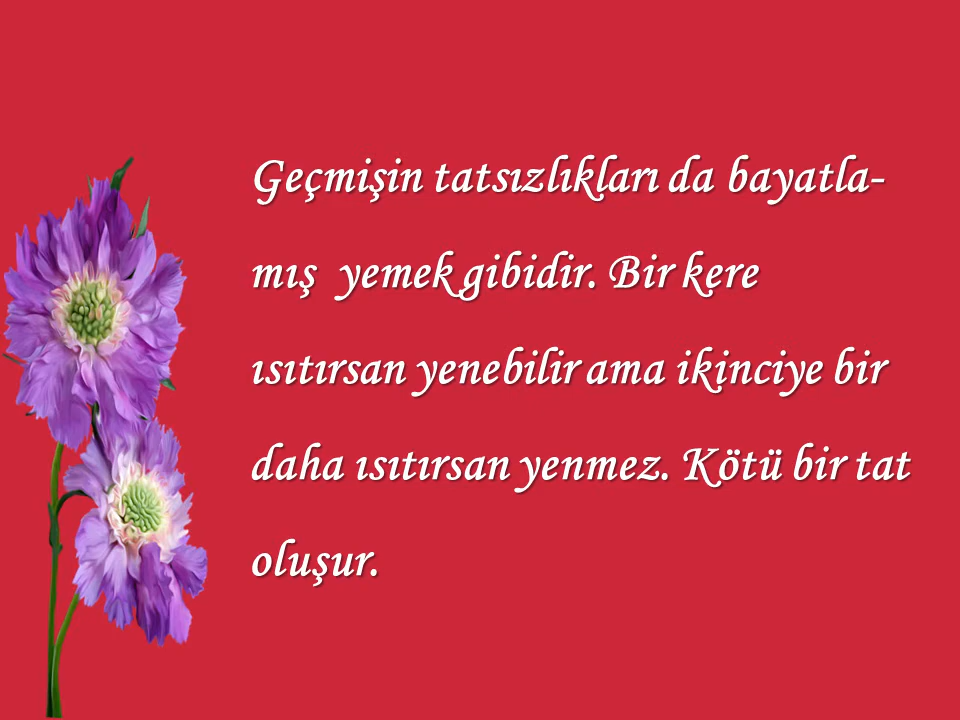 Geçmişin tatsızlıkları da bayatla-
mış  yemek gibidir. Bir kere
ısıtırsan yenebilir ama ikinciye bir
daha ısıtırsan yenmez. Kötü bir tat
oluşur.